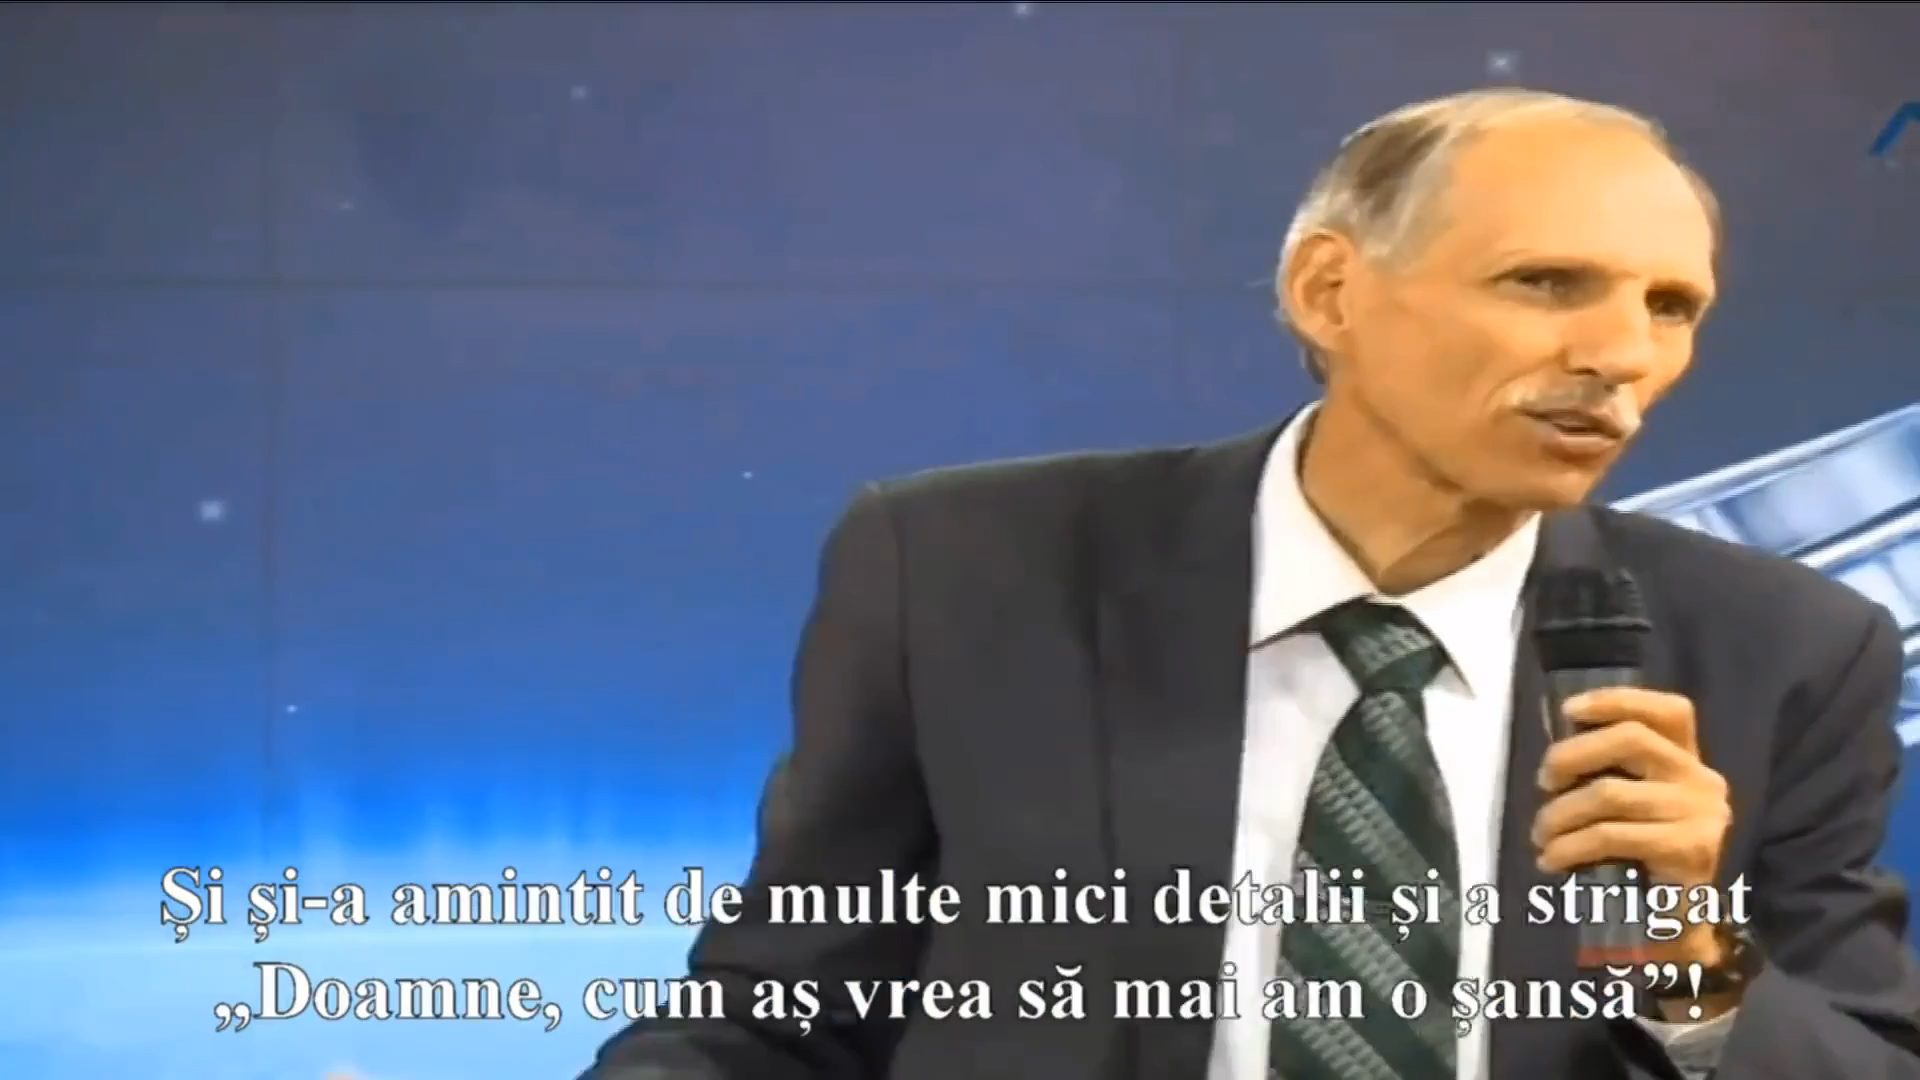 Și și-a amintit de multe mici detalii și a strigat
„Doamne, cum aș vrea să mai am o șansă”!